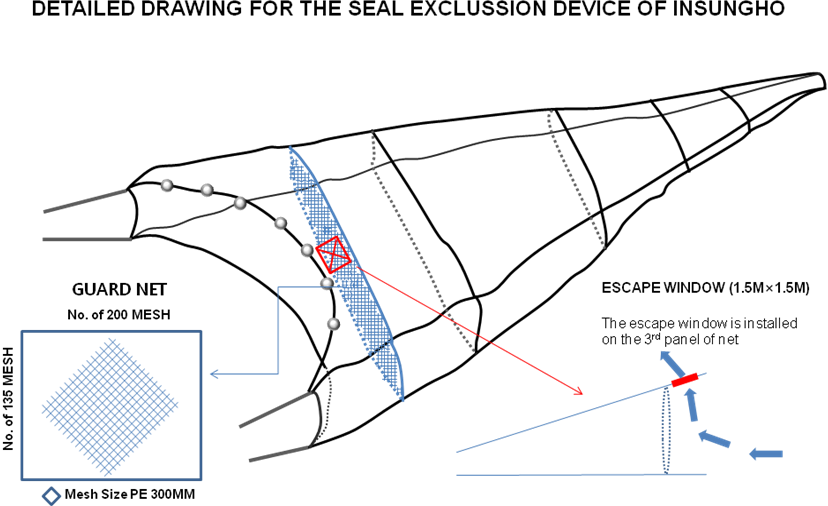 DETAILED DRAWING FOR THE SEAL EXCLUSSION DEVICE OF INSUNGHO
GUARD NET
No. of 200 MESH
No. of 135 MESH
Mesh Size PE 300MM
ESCAPE WINDOW (1.5M×1.5M)
The escape window is installed
on the 3rd panel of net